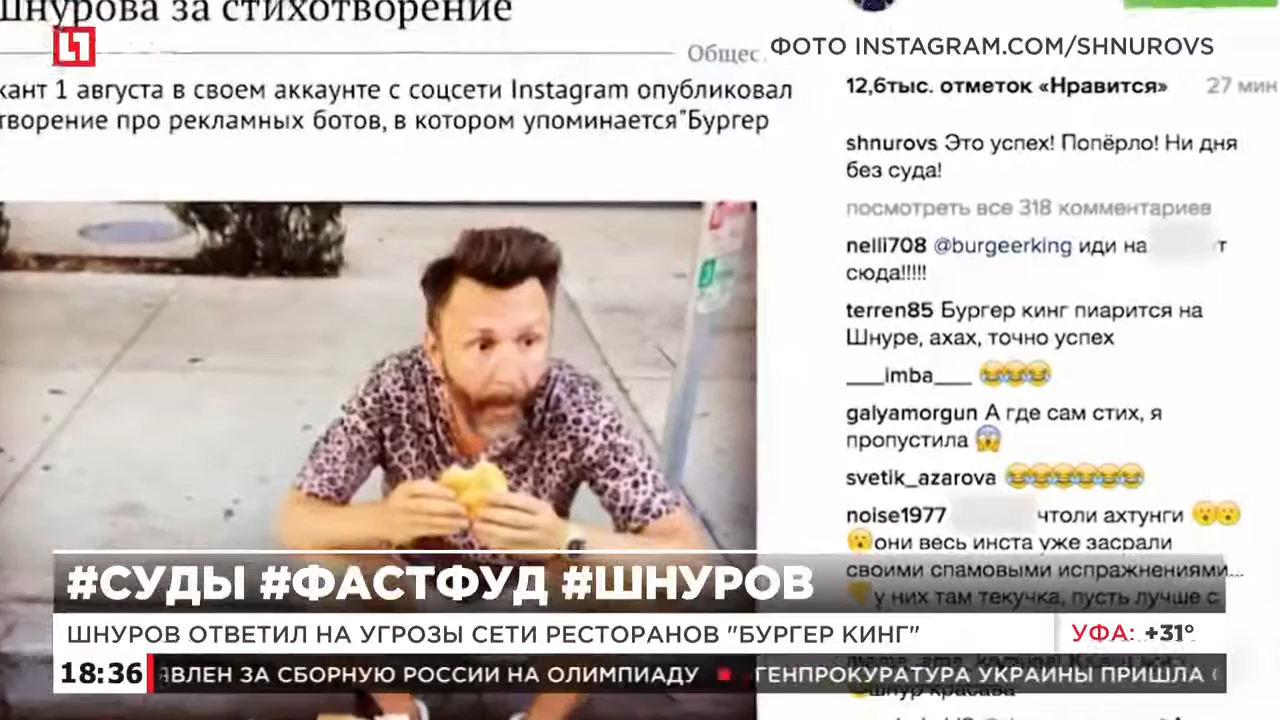 шнурова за стихотворение
Общес
ФОТО INSTAGRAM.COM/SHNUROVS
кант 1 августа в своем аккаунте с соцсети Instagram опубликовал
творение про рекламных ботов, в котором упоминается"Бургер
12,6тыс. отметок «Нравится» 27 мин
shnurovs Это успех! Попёрло! Ни дня
без суда!
посмотреть все 318 комментариев
nelli708 @burgeerking иди на т
сюда!!!!!
terren85 Бургер кинг пиарится на
Шнуре, ахах, точно успех
___imba___ 😂😂😂
galyamorgun А где сам стих, я
пропустила 😱
svetik_azarova 😂😂😂😂😂😂
noise1977 чтоли ахтунги 😮😮
😮они весь инста уже засрали
своими спамовыми испражнениями...
у них там текучка, пусть лучше с
#СУДЫ #ФАСТФУД #ШНУРОВ
ШНУРОВ ОТВЕТИЛ НА УГРОЗЫ СЕТИ РЕСТОРАНОВ "БУРГЕР КИНГ"
УФА: +31°
18:36
ЯВЛЕН ЗА СБОРНУЮ РОССИИ НА ОЛИМПИАДУ ■ ГЕНПРОКУРАТУРА УКРАИНЫ ПРИШЛА
шнур красава